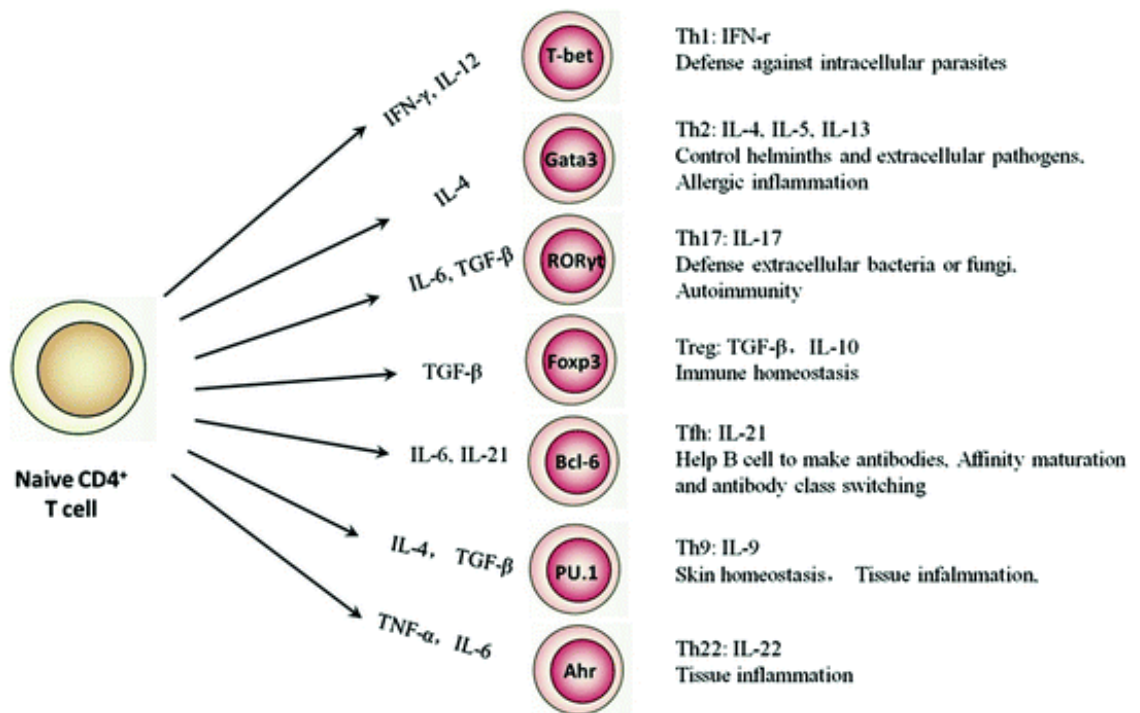 T-bet
Th1: IFN-r
Defense against intracellular parasites
IFN-γ, IL-12
Gata3
Th2: IL-4, IL-5, IL-13
Control helminths and extracellular pathogens.
Allergic inflammation
IL-4
RORγt
Th17: IL-17
Defense extracellular bacteria or fungi.
Autoimmunity
IL-6, TGF-β
Foxp3
Treg: TGF-β, IL-10
Immune homeostasis
TGF-β
Bcl-6
Tfh: IL-21
Help B cell to make antibodies. Affinity maturation
and antibody class switching
IL-6, IL-21
Naive CD4⁺
T cell
PU.1
Th9: IL-9
Skin homeostasis, Tissue infalmmation.
IL-4, TGF-β
Ahr
Th22: IL-22
Tissue inflammation
TNF-α, IL-6